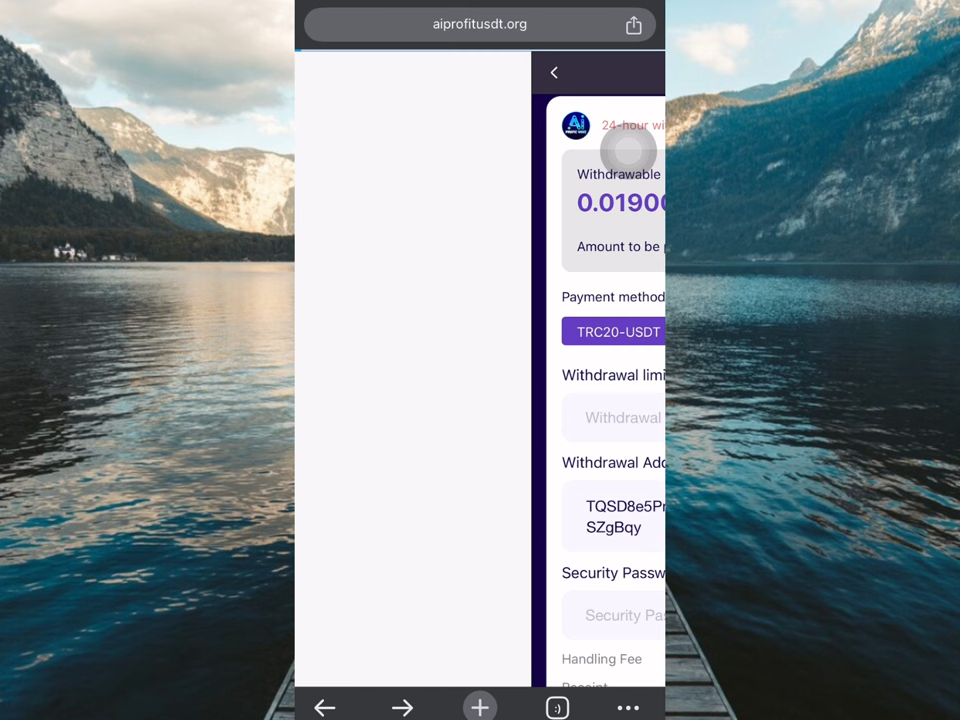 aiprofitusdt.org
24-hour wi
Withdrawable
0.0190
Amount to be
Payment method
TRC20-USDT
Withdrawal limi
Withdrawal
Withdrawal Add
TQSD8e5Pr
SZgBqy
Security Passw
Security Pa
Handling Fee